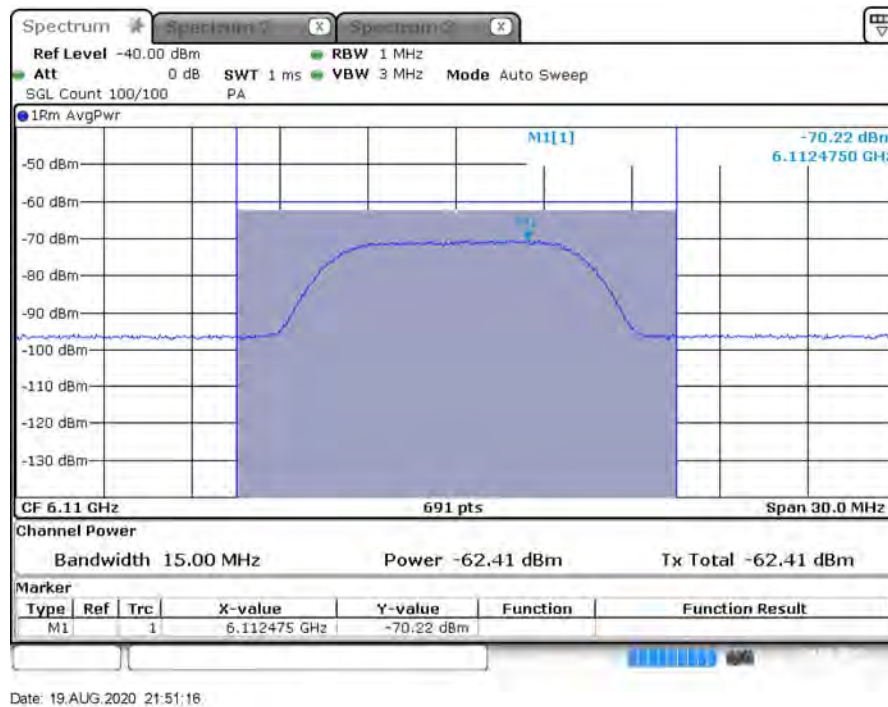 Spectrum Spectrum 2 X Spectrum 3 X
Ref Level -40.00 dBm RBW 1 MHz
Att 0 dB SWT 1 ms VBW 3 MHz Mode Auto Sweep
SGL Count 100/100 PA
1Rm AvgPwr
M1[1] -70.22 dBm
6.1124750 GHz
-50 dBm
-60 dBm
M1
-70 dBm
-80 dBm
-90 dBm
-100 dBm
-110 dBm
-120 dBm
-130 dBm
CF 6.11 GHz 691 pts Span 30.0 MHz
Channel Power
Bandwidth 15.00 MHz Power -62.41 dBm Tx Total -62.41 dBm
Marker
Type Ref Trc X-value Y-value Function Function Result
M1 1 6.112475 GHz -70.22 dBm
Date: 19.AUG.2020 21:51:16